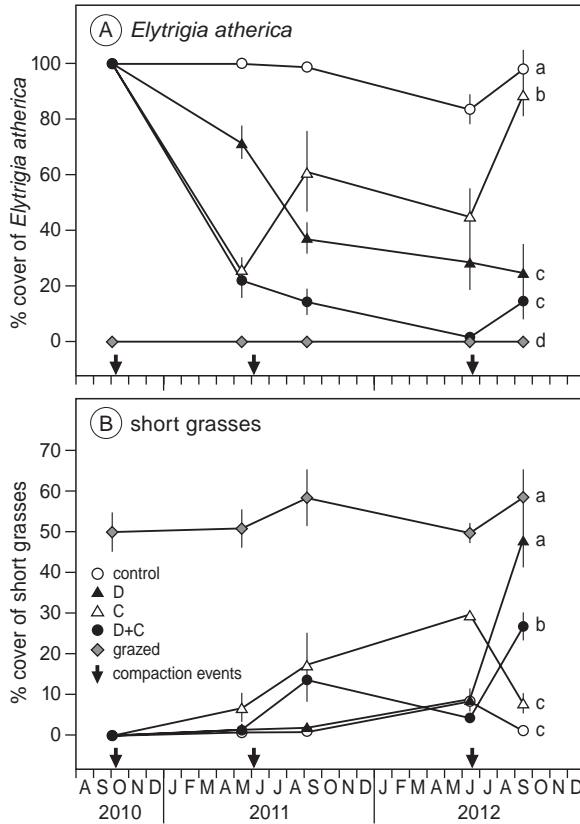 A Elytrigia atherica
% cover of Elytrigia atherica
100
80
60
40
20
0
a
b
c
c
d
B short grasses
% cover of short grasses
70
60
50
40
30
20
10
0
control
D
C
D+C
grazed
compaction events
a
a
b
c
c
A S O N D J F M A M J J A S O N D J F M A M J J A S O N D
2010 2011 2012